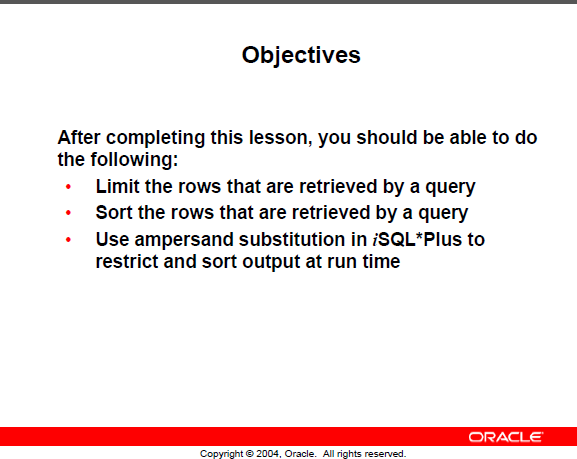 Objectives
After completing this lesson, you should be able to do
the following:
• Limit the rows that are retrieved by a query
• Sort the rows that are retrieved by a query
• Use ampersand substitution in iSQL*Plus to
restrict and sort output at run time
ORACLE
Copyright © 2004, Oracle. All rights reserved.